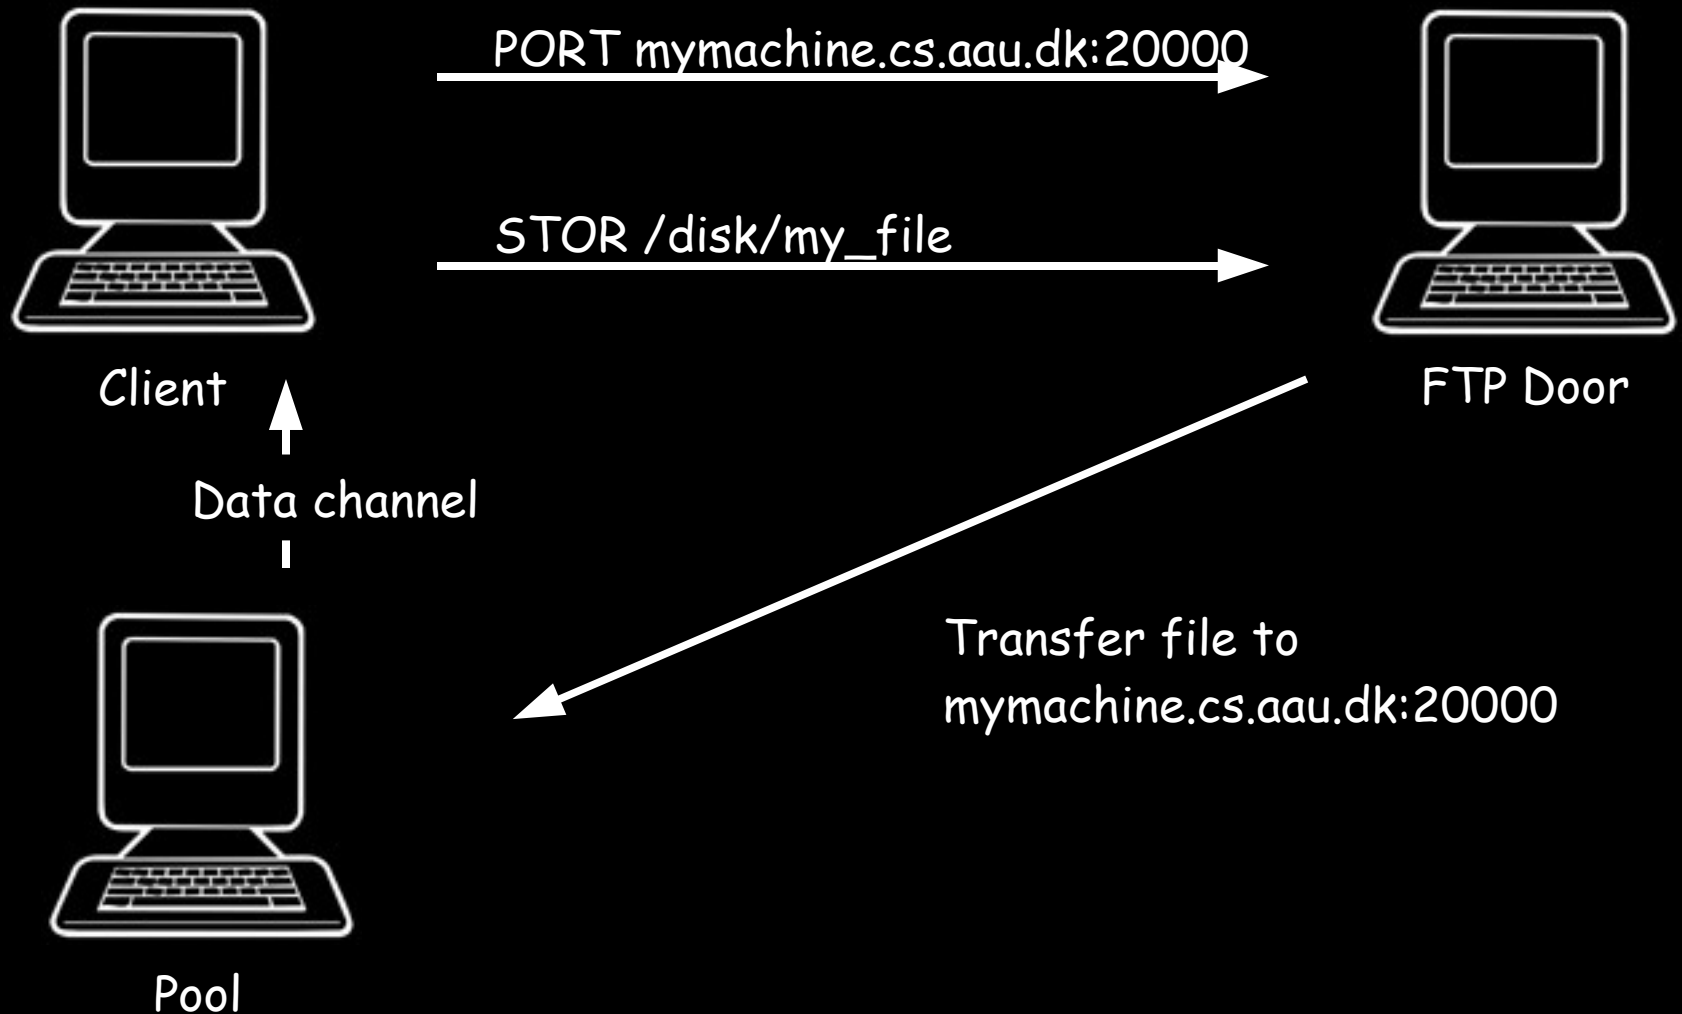 PORT mymachine.cs.aau.dk:20000
STOR /disk/my_file
Client
FTP Door
Data channel
Transfer file to
mymachine.cs.aau.dk:20000
Pool